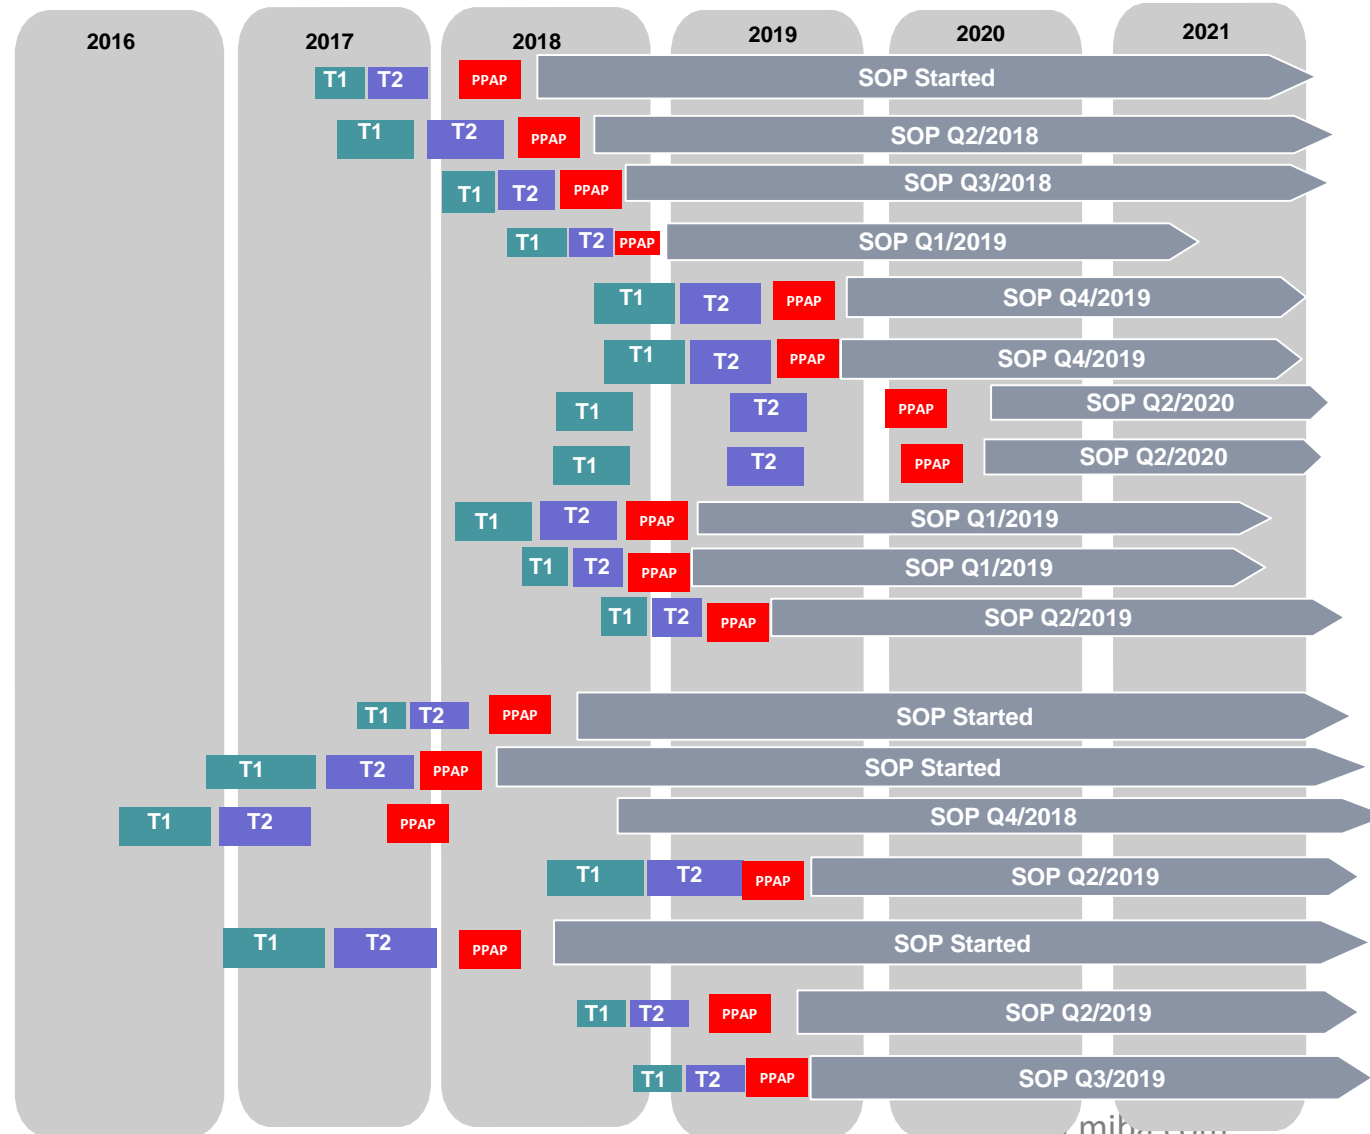 2016 2017 2018 2019 2020 2021
T1 T2 PPAP SOP Started
T1 T2 PPAP SOP Q2/2018
T1 T2 PPAP SOP Q3/2018
T1 T2 PPAP SOP Q1/2019
T1 T2 PPAP SOP Q4/2019
T1 T2 PPAP SOP Q4/2019
T1 T2 PPAP SOP Q2/2020
T1 T2 PPAP SOP Q2/2020
T1 T2 PPAP SOP Q1/2019
T1 T2 PPAP SOP Q1/2019
T1 T2 PPAP SOP Q2/2019
T1 T2 PPAP SOP Started
T1 T2 PPAP SOP Started
T1 T2 PPAP SOP Q4/2018
T1 T2 PPAP SOP Q2/2019
T1 T2 PPAP SOP Started
T1 T2 PPAP SOP Q2/2019
T1 T2 PPAP SOP Q3/2019